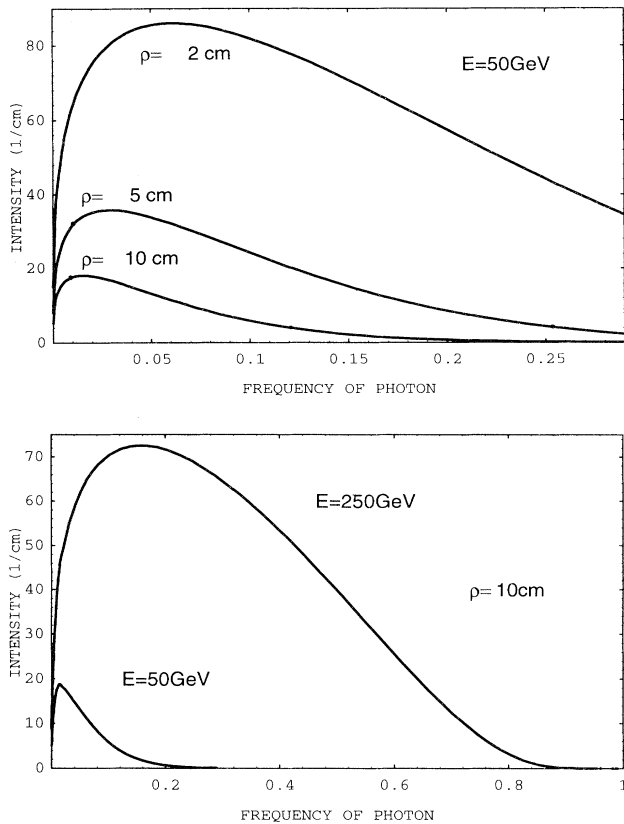 80
60
40
20
0
INTENSITY (1/cm)
ρ= 2 cm
E=50GeV
ρ= 5 cm
ρ= 10 cm
0.05 0.1 0.15 0.2 0.25
FREQUENCY OF PHOTON
70
60
50
40
30
20
10
0
INTENSITY (1/cm)
E=250GeV
ρ= 10cm
E=50GeV
0.2 0.4 0.6 0.8 1
FREQUENCY OF PHOTON